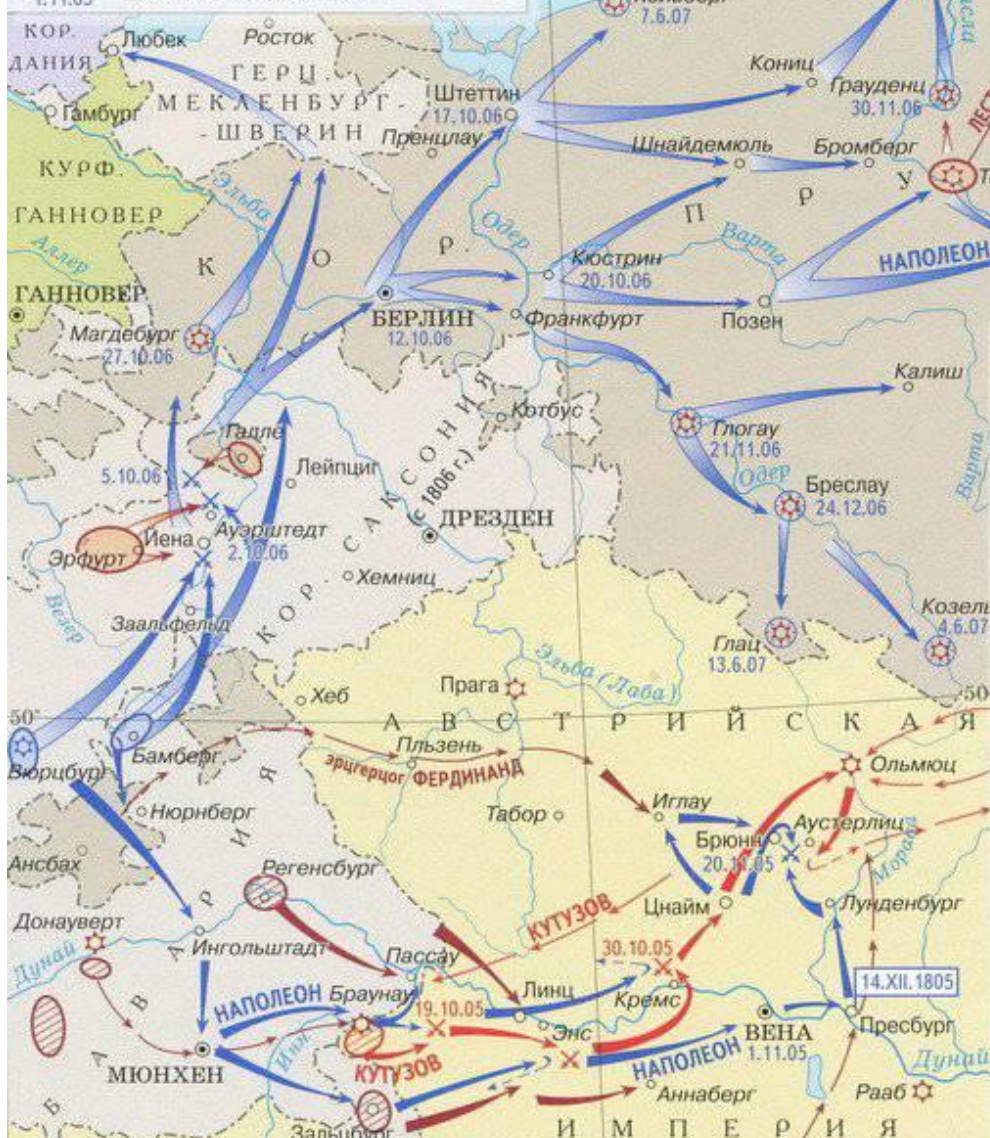 7.6.07
КОР.
ДАНИЯ
Любек
Росток
ГЕРЦ.
МЕКЛЕНБУРГ-
-ШВЕРИН
Гамбург
Штеттин
17.10.06
Пренцлау
Кониц
Грауденц
30.11.06
Шнайдемюль
Бромберг
КУРФ.
ГАННОВЕР
Аллер
ГАННОВЕР
Эльба
КОР.
ПРУ
Одер
Варта
Кюстрин
20.10.06
НАПОЛЕОН
Магдебург
27.10.06
БЕРЛИН
12.10.06
Франкфурт
Позен
Калиш
Котбус
Галле
Глогау
21.11.06
5.10.06
Лейпциг
КОР. САКСОНИЯ
(с 1806 г.)
Одер
Варта
Бреслау
24.12.06
Ауэрштедт
2.10.06
Йена
Эрфурт
ДРЕЗДЕН
Хемниц
Везер
Заальфельд
Козель
4.6.07
Глац
13.6.07
Эльба (Лаба)
Прага
Хеб
50°
50
АВСТРИЙСКАЯ
Бамберг
Вюрцбург
Пльзень
эрцгерцог ФЕРДИНАНД
Ольмюц
Нюрнберг
Табор
Иглау
Брюнн
20.11.05
Аустерлиц
Морава
Ансбах
Регенсбург
Цнайм
Лунденбург
КУТУЗОВ
Донауверт
Дунай
Ингольштадт
Пассау
30.10.05
14.XII.1805
НАПОЛЕОН
Браунау
19.10.05
Линц
Кремс
Энс
ВЕНА
1.11.05
Пресбург
Дунай
БАВАРИЯ
МЮНХЕН
Инн
КУТУЗОВ
НАПОЛЕОН
Аннаберг
Рааб
Зальцбург
ИМПЕРИЯ